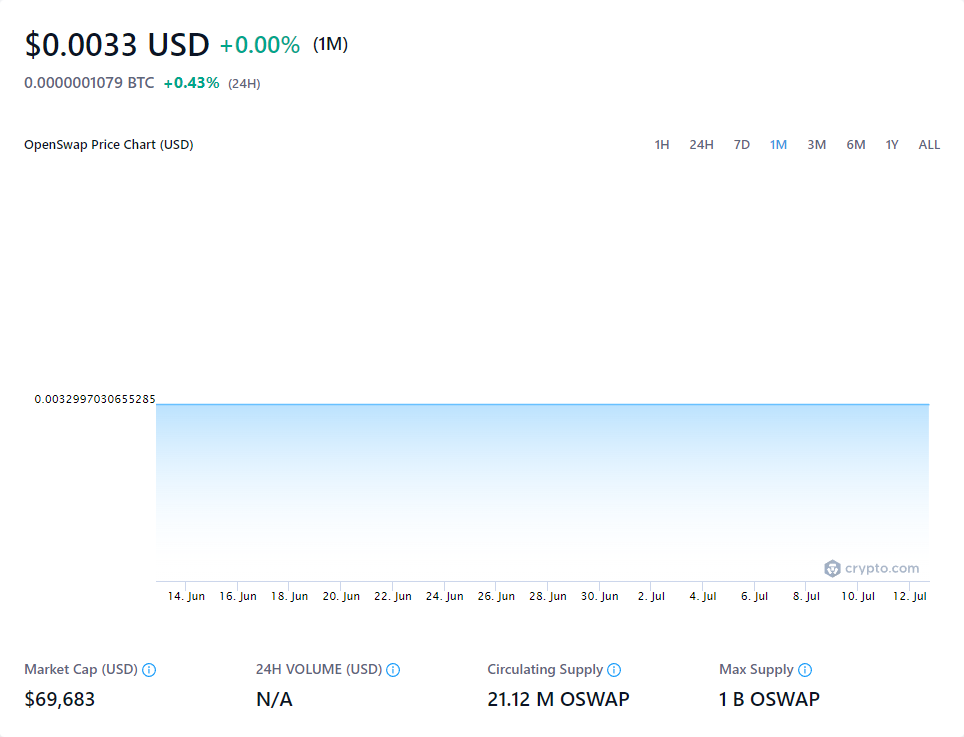 $0.0033 USD +0.00% (1M)
0.0000001079 BTC +0.43% (24H)
OpenSwap Price Chart (USD) 1H 24H 7D 1M 3M 6M 1Y ALL
0.0032997030655285
crypto.com
14. Jun 16. Jun 18. Jun 20. Jun 22. Jun 24. Jun 26. Jun 28. Jun 30. Jun 2. Jul 4. Jul 6. Jul 8. Jul 10. Jul 12. Jul
Market Cap (USD) 24H VOLUME (USD) Circulating Supply Max Supply
$69,683 N/A 21.12 M OSWAP 1 B OSWAP